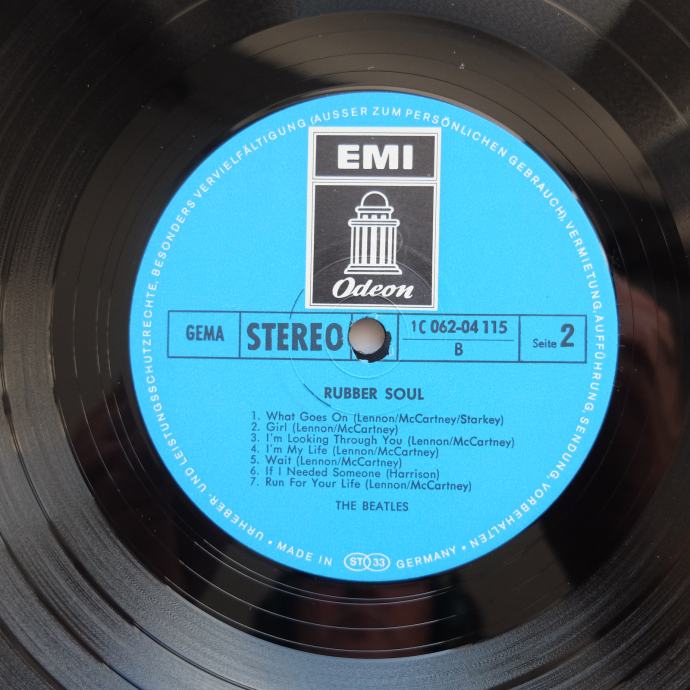 URHEBER- UND LEISTUNGSSCHUTZRECHTE, BESONDERS VERVIELFÄLTIGUNG (AUSSER ZUM PERSÖNLICHEN GEBRAUCH), VERMIETUNG, AUFFÜHRUNG, SENDUNG, VORBEHALTEN
EMI
Odeon
GEMA
STEREO
1C 062-04 115
B
Seite 2
RUBBER SOUL
1. What Goes On (Lennon/McCartney/Starkey)
2. Girl (Lennon/McCartney)
3. I'm Looking Through You (Lennon/McCartney)
4. I'm My Life (Lennon/McCartney)
5. Wait (Lennon/McCartney)
6. If I Needed Someone (Harrison)
7. Run For Your Life (Lennon/McCartney)
THE BEATLES
• MADE IN ST 33 GERMANY •